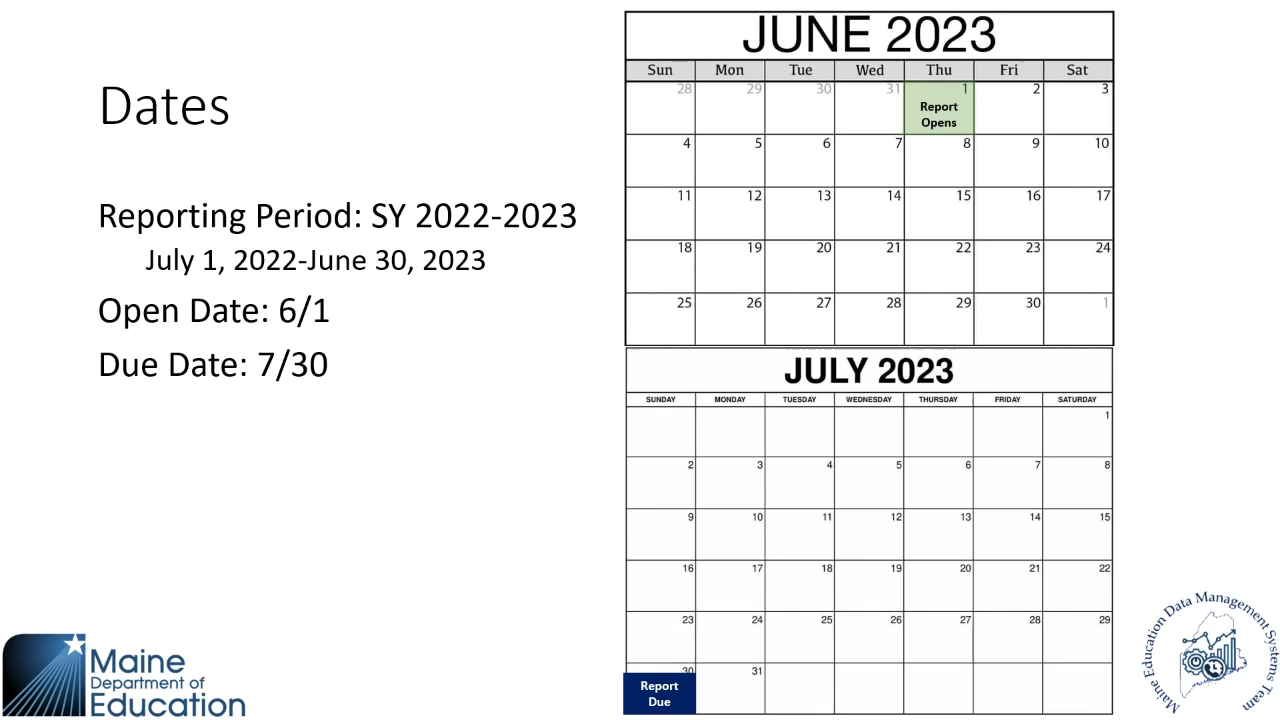 Dates
Reporting Period: SY 2022-2023
July 1, 2022-June 30, 2023
Open Date: 6/1
Due Date: 7/30
JUNE 2023
Sun Mon Tue Wed Thu Fri Sat
28 29 30 31 1 2 3
Report
Opens
4 5 6 7 8 9 10
11 12 13 14 15 16 17
18 19 20 21 22 23 24
25 26 27 28 29 30 1
JULY 2023
SUNDAY MONDAY TUESDAY WEDNESDAY THURSDAY FRIDAY SATURDAY
1
2 3 4 5 6 7 8
9 10 11 12 13 14 15
16 17 18 19 20 21 22
23 24 25 26 27 28 29
30 31
Report
Due
Maine
Department of
Education
Maine Education Data Management Systems Team